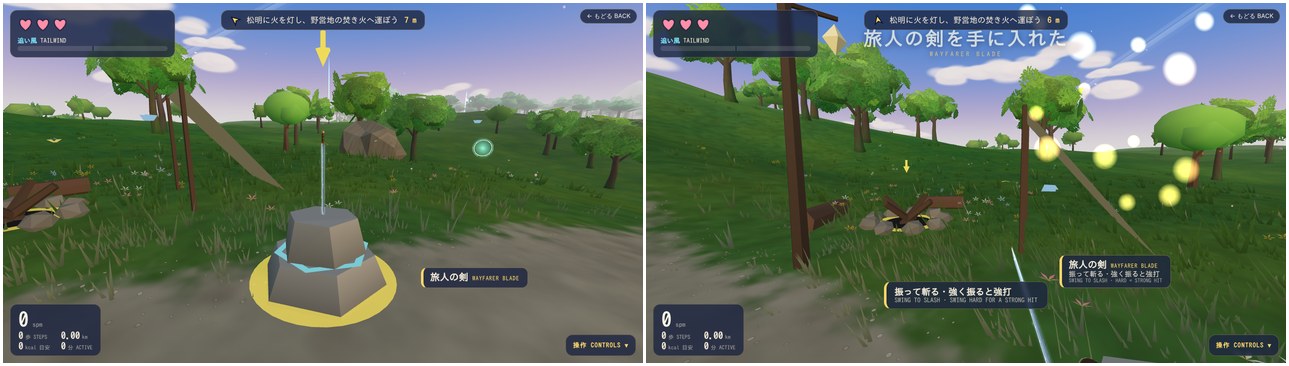 松明に火を灯し、野営地の焚き火へ運ぼう 7 m
← もどる BACK
追い風 TAILWIND
旅人の剣 WAYFARER BLADE
0 spm
0 歩 STEPS 0.00 km
0 kcal 目安 0 分 ACTIVE
操作 CONTROLS ▼
松明に火を灯し、野営地の焚き火へ運ぼう 6 m
← もどる BACK
追い風 TAILWIND
旅人の剣を手に入れた
WAYFARER BLADE
旅人の剣 WAYFARER BLADE
振って斬る・強く振ると強打
SWING TO SLASH · SWING HARD FOR A STRONG HIT
0 spm
0 歩 STEPS 0.00 km
0 kcal 目安 0 分 ACTIVE
操作 CONTROLS ▼
振って斬る・強く振ると強打